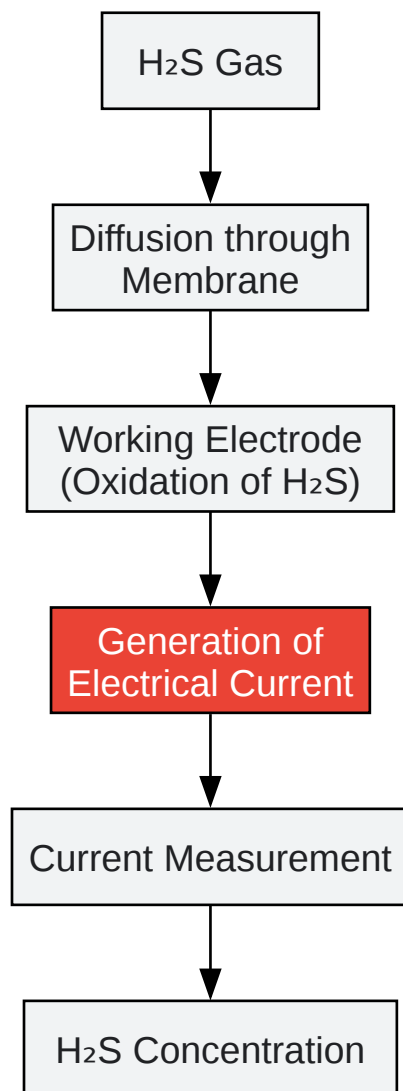 H₂S Gas
Diffusion through
Membrane
Working Electrode
(Oxidation of H₂S)
Generation of
Electrical Current
Current Measurement
H₂S Concentration